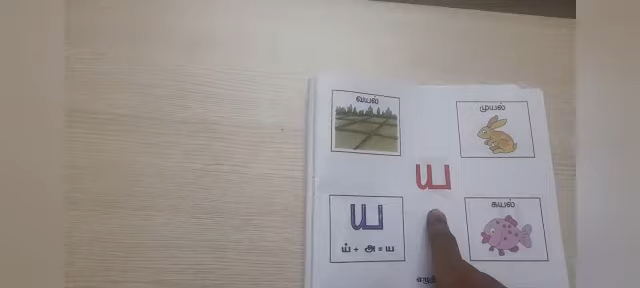 வயல்
முயல்
ய
ய
கயல்
ய் + அ = ய